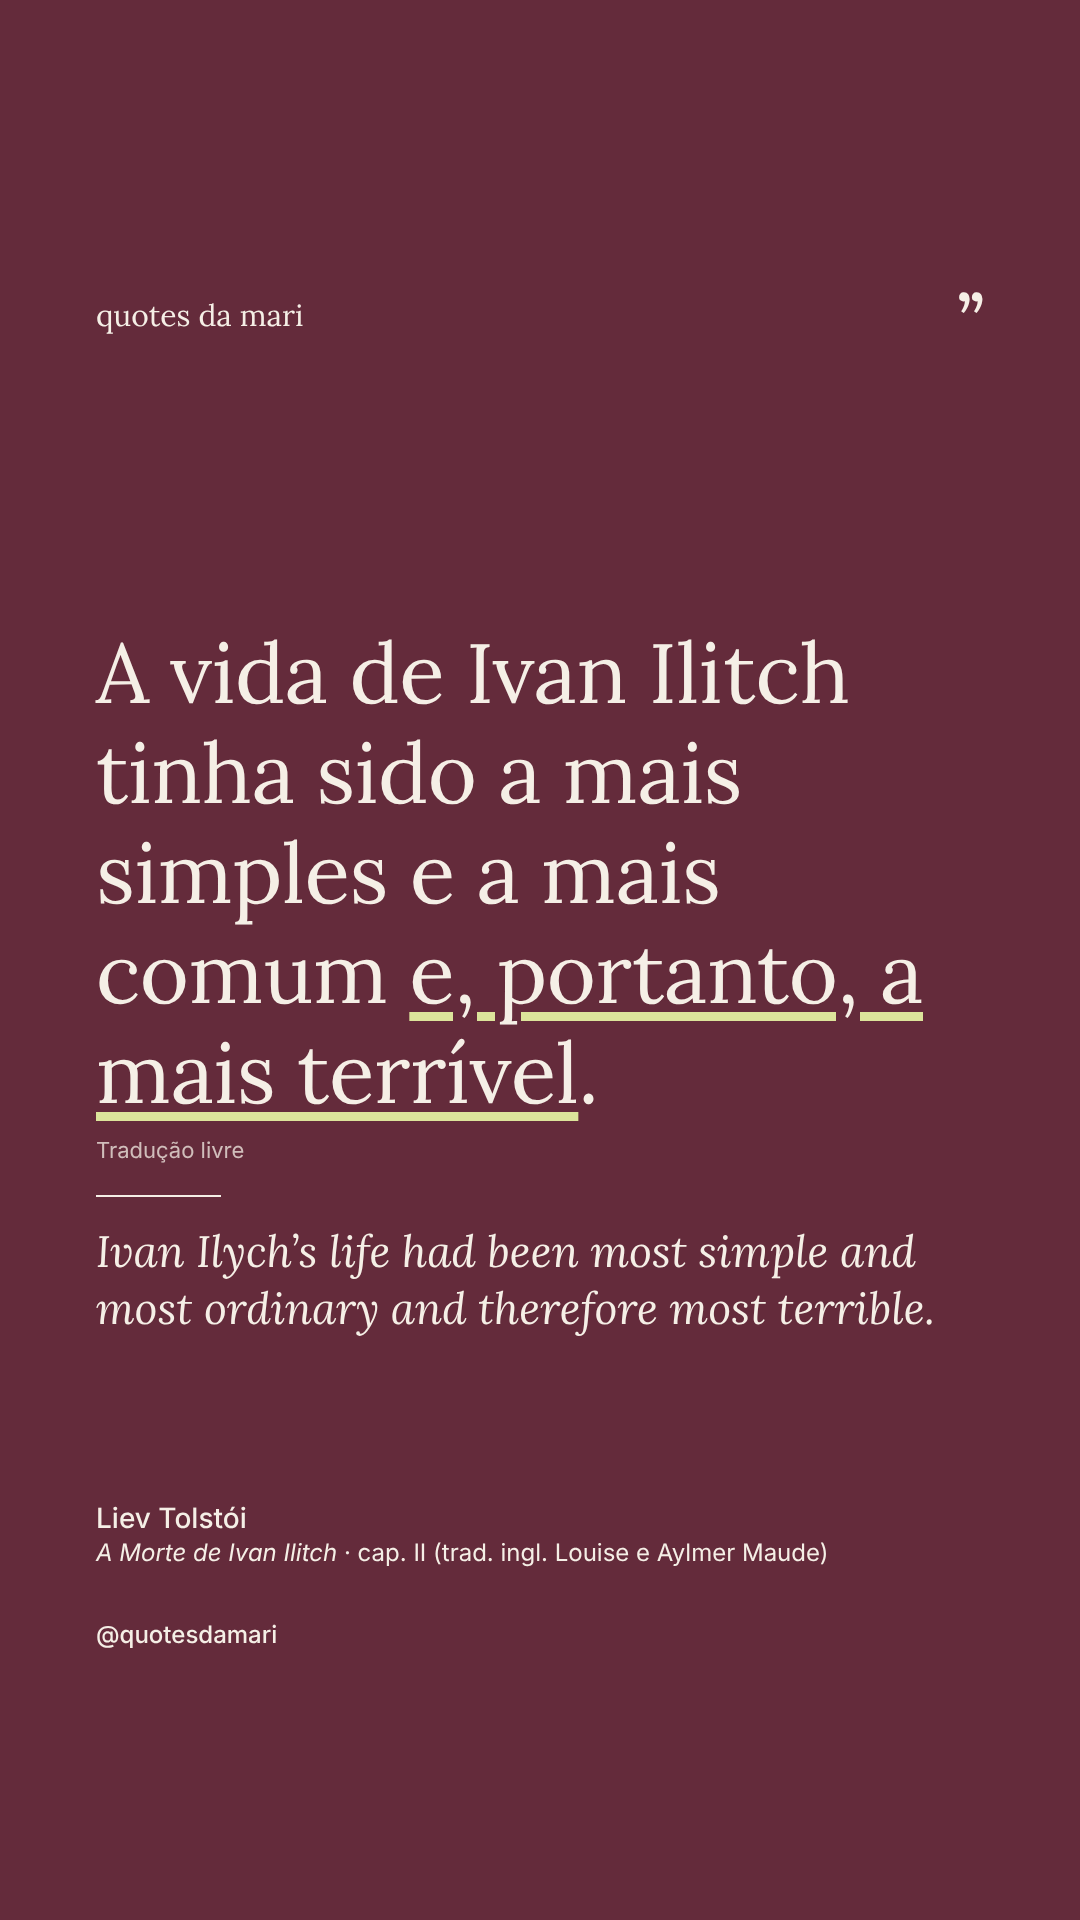 quotes da mari
”
A vida de Ivan Ilitch
tinha sido a mais
simples e a mais
comum e, portanto, a
mais terrível.
Tradução livre
Ivan Ilych’s life had been most simple and
most ordinary and therefore most terrible.
Liev Tolstói
A Morte de Ivan Ilitch · cap. II (trad. ingl. Louise e Aylmer Maude)
@quotesdamari